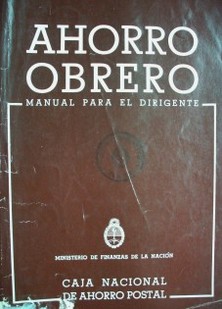 AHORRO
OBRERO
MANUAL PARA EL DIRIGENTE
MINISTERIO DE FINANZAS DE LA NACIÓN
CAJA NACIONAL
DE AHORRO POSTAL